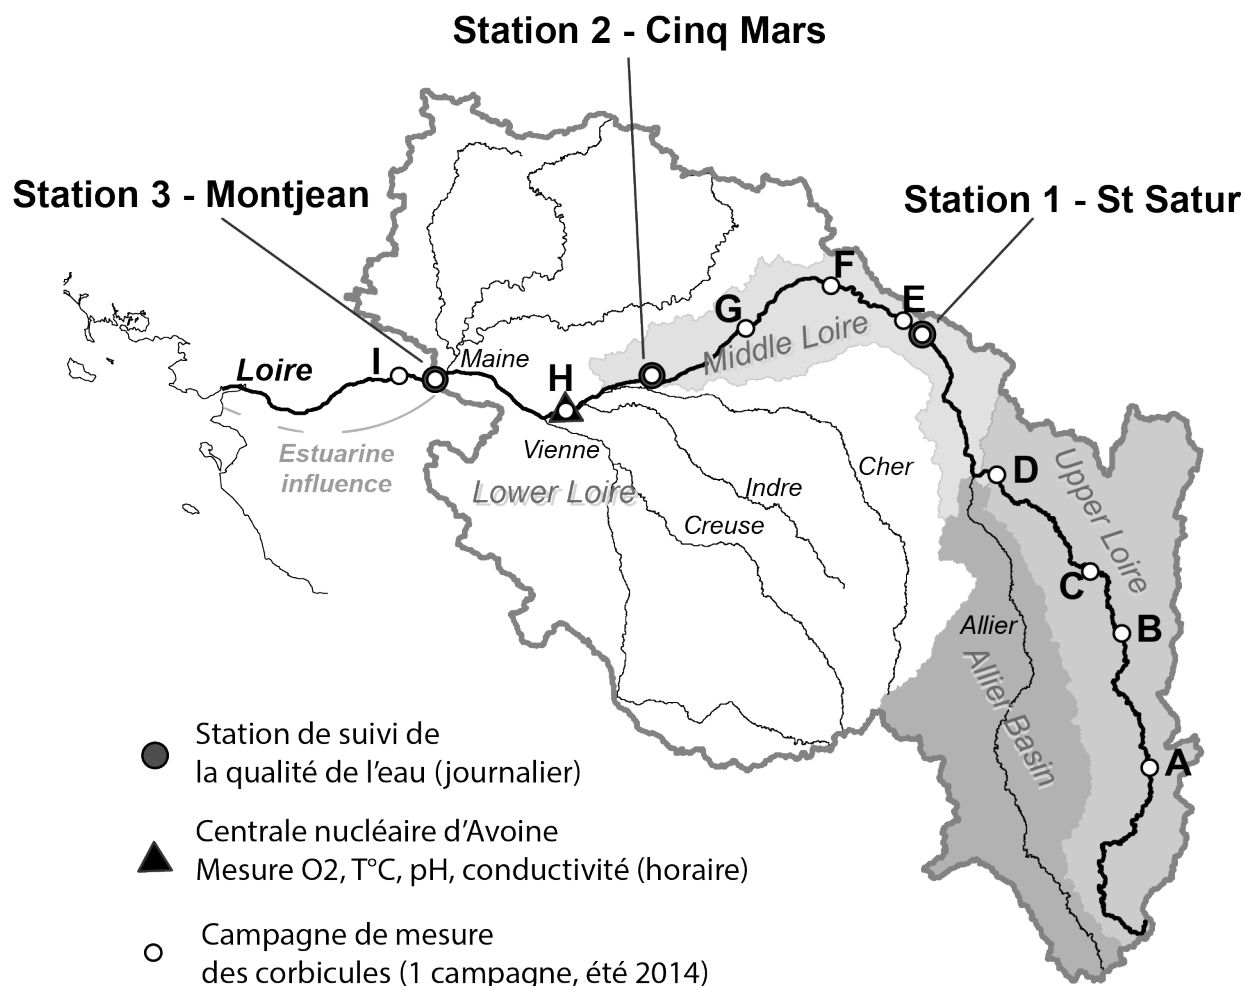 Station 2 - Cinq Mars
Station 3 - Montjean
Station 1 - St Satur
F
E
G
Middle Loire
I
Loire
Maine
H
Estuarine
influence
Vienne
Lower Loire
Indre
Creuse
Cher
D
Upper Loire
C
B
Allier
Allier Basin
A
Station de suivi de
la qualité de l'eau (journalier)
Centrale nucléaire d'Avoine
Mesure O2, T°C, pH, conductivité (horaire)
Campagne de mesure
des corbicules (1 campagne, été 2014)